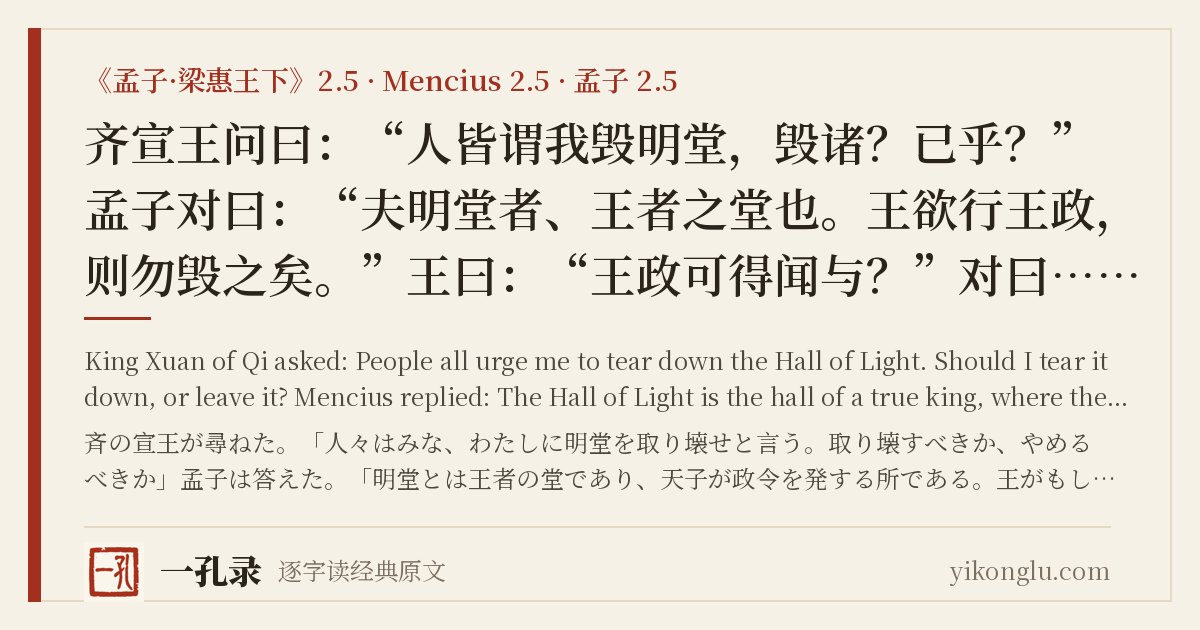 《孟子·梁惠王下》2.5 · Mencius 2.5 · 孟子 2.5
齐宣王问曰：“人皆谓我毁明堂，毁诸？已乎？”
孟子对曰：“夫明堂者、王者之堂也。王欲行王政，
则勿毁之矣。”王曰：“王政可得闻与？”对曰……
King Xuan of Qi asked: People all urge me to tear down the Hall of Light. Should I tear it
down, or leave it? Mencius replied: The Hall of Light is the hall of a true king, where the...
斉の宣王が尋ねた。「人々はみな、わたしに明堂を取り壊せと言う。取り壊すべきか、やめる
べきか」孟子は答えた。「明堂とは王者の堂であり、天子が政令を発する所である。王がもし…
一孔
一孔录 逐字读经典原文 yikonglu.com